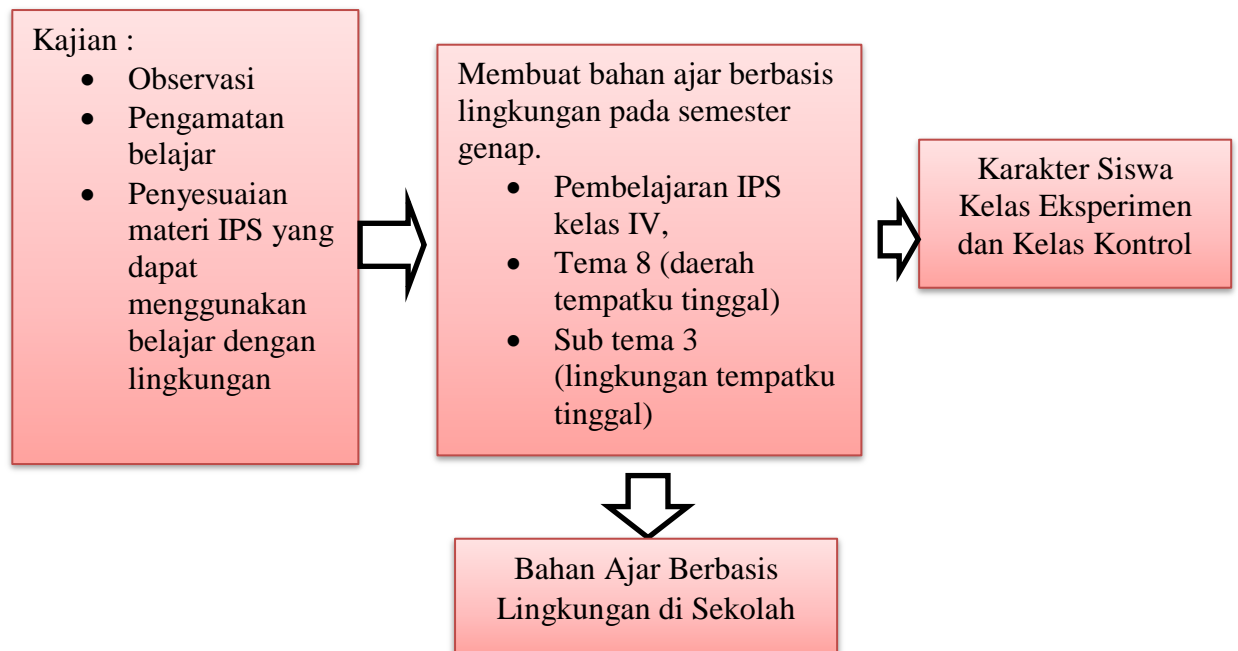 Kajian :
• Observasi
• Pengamatan
belajar
• Penyesuaian
materi IPS yang
dapat
menggunakan
belajar dengan
lingkungan
Membuat bahan ajar berbasis
lingkungan pada semester
genap.
• Pembelajaran IPS
kelas IV,
• Tema 8 (daerah
tempatku tinggal)
• Sub tema 3
(lingkungan tempatku
tinggal)
Karakter Siswa
Kelas Eksperimen
dan Kelas Kontrol
Bahan Ajar Berbasis
Lingkungan di Sekolah